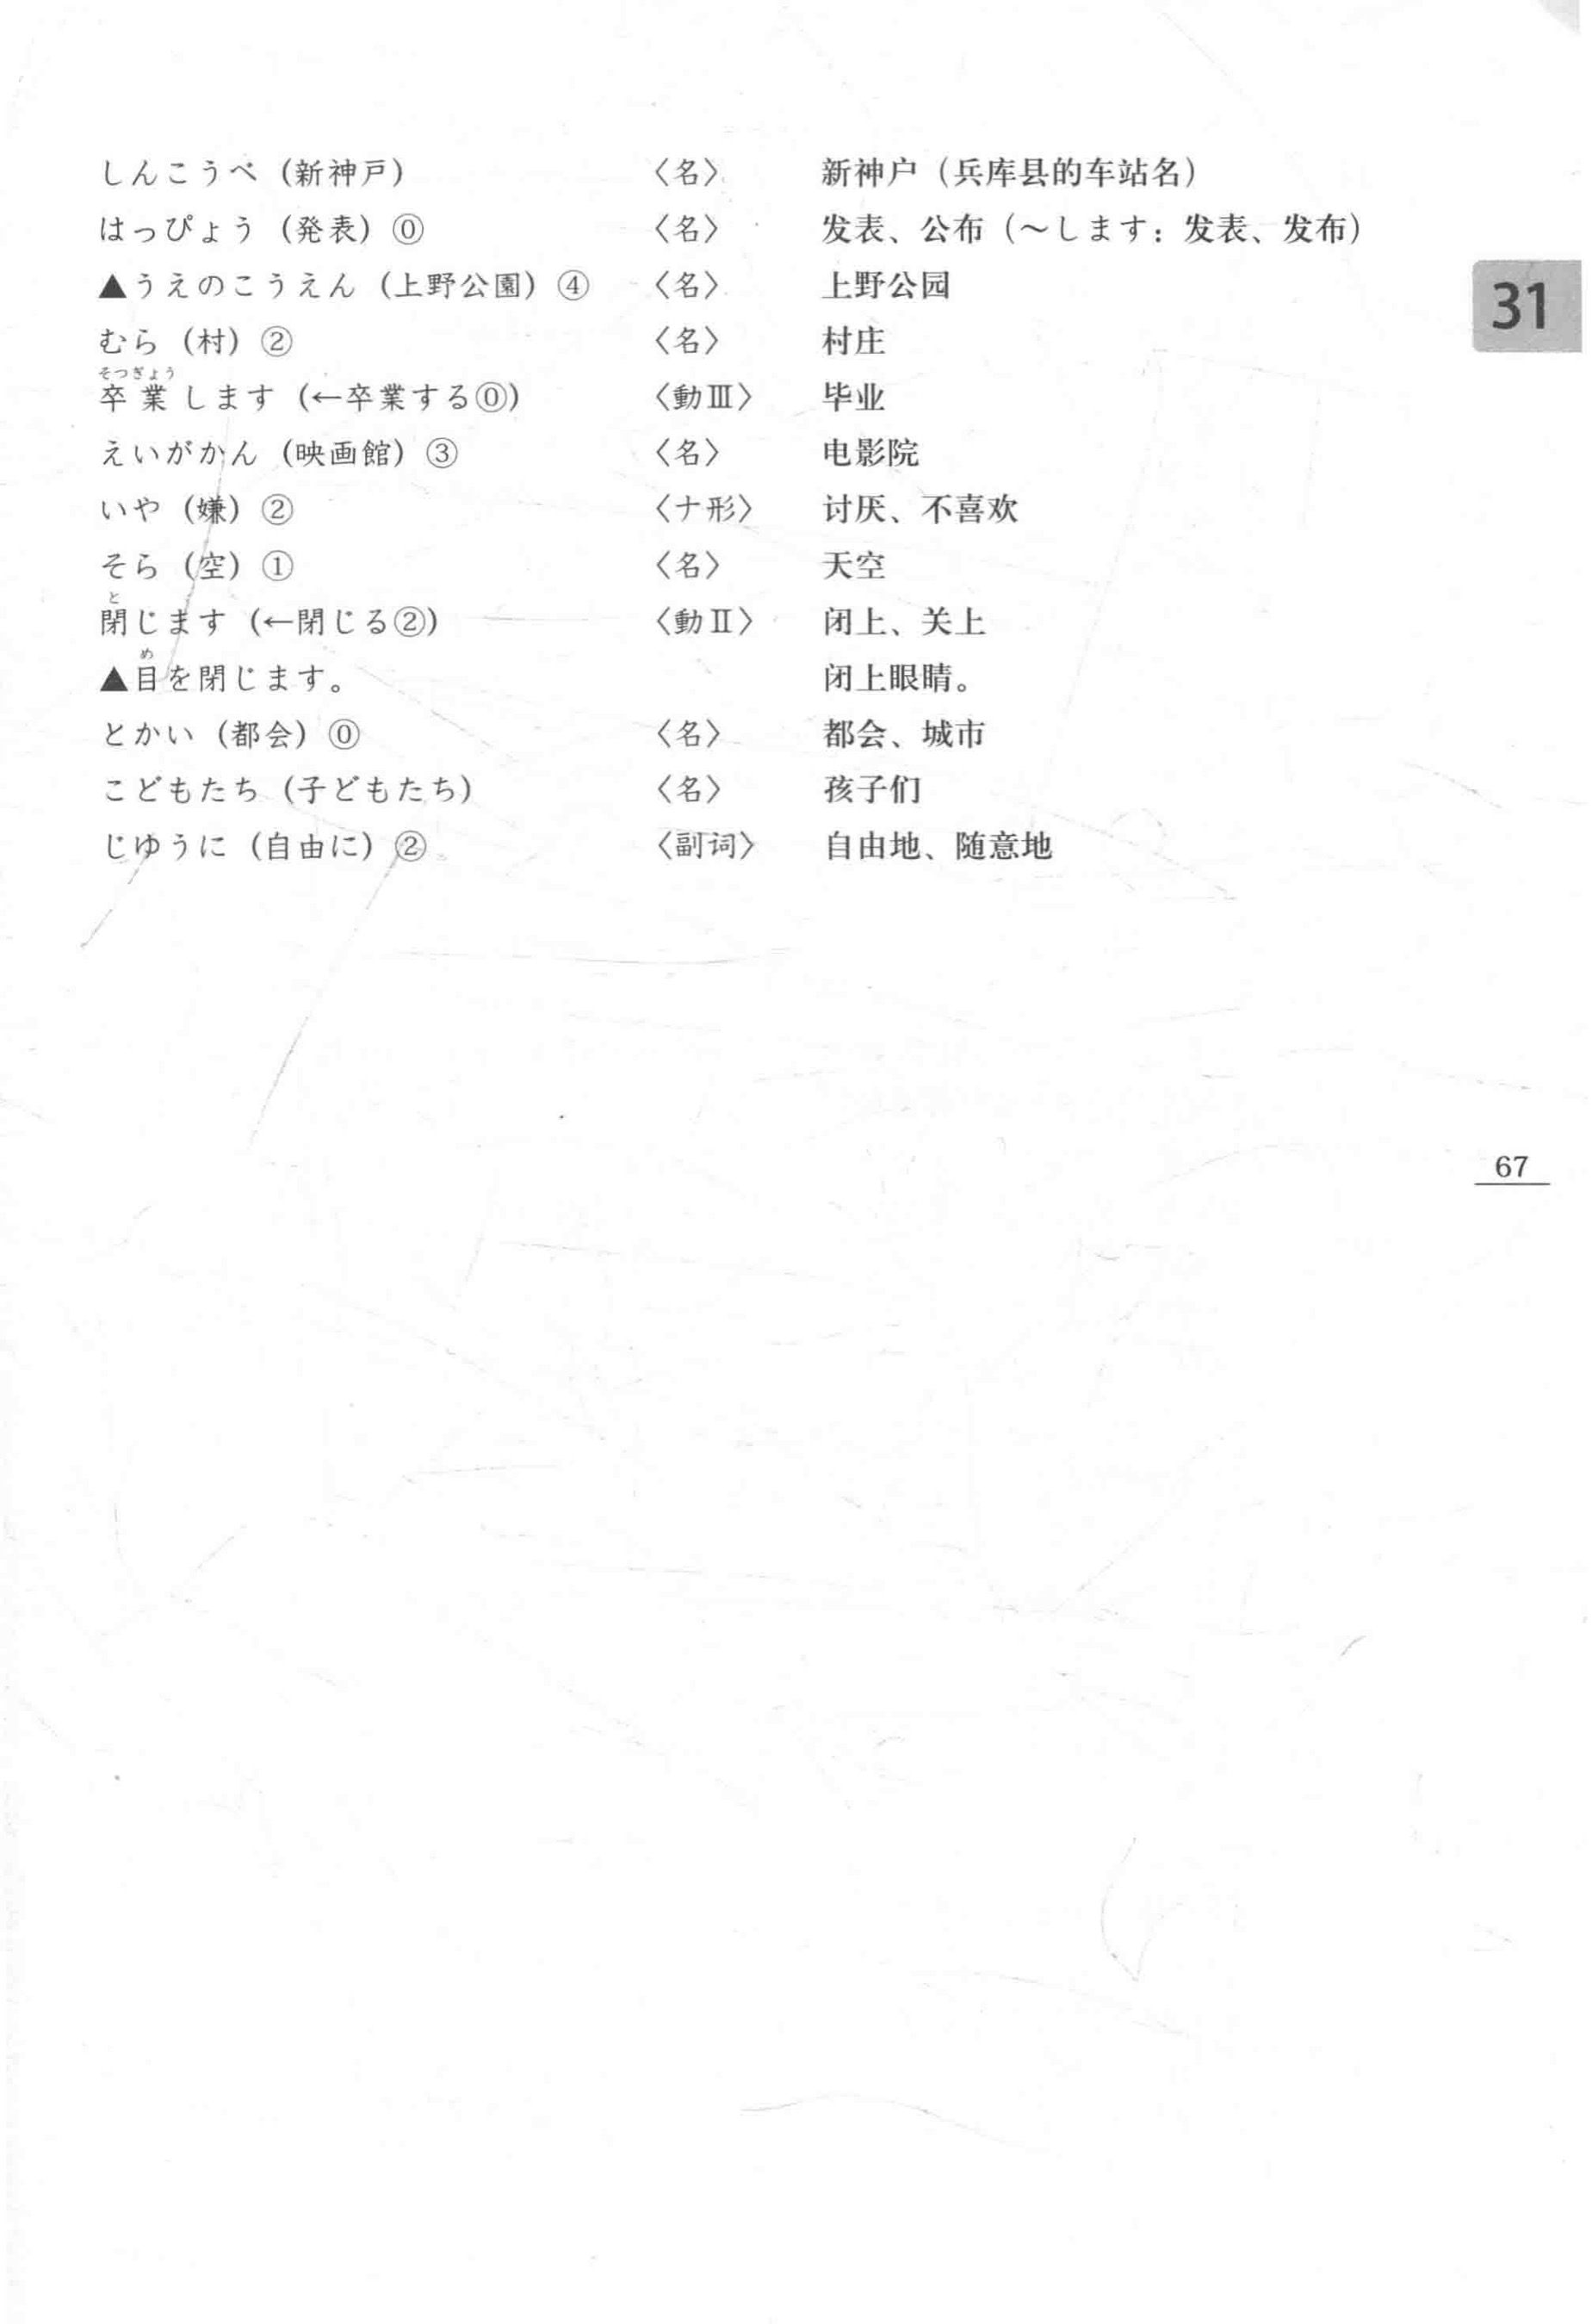 しんこうべ（新神戸） 〈名〉 新神户（兵库县的车站名）
はっぴょう（発表）⓪ 〈名〉 发表、公布（～します：发表、发布）
▲うえのこうえん（上野公園）④ 〈名〉 上野公园
31
むら（村）② 〈名〉 村庄
そつぎょう
卒業します（←卒業する⓪） 〈動Ⅲ〉 毕业
えいがかん（映画館）③ 〈名〉 电影院
いや（嫌）② 〈ナ形〉 讨厌、不喜欢
そら（空）① 〈名〉 天空
と
閉じます（←閉じる②） 〈動Ⅱ〉 闭上、关上
め
▲目を閉じます。 闭上眼睛。
とかい（都会）⓪ 〈名〉 都会、城市
こどもたち（子どもたち） 〈名〉 孩子们
じゆうに（自由に）② 〈副词〉 自由地、随意地
67